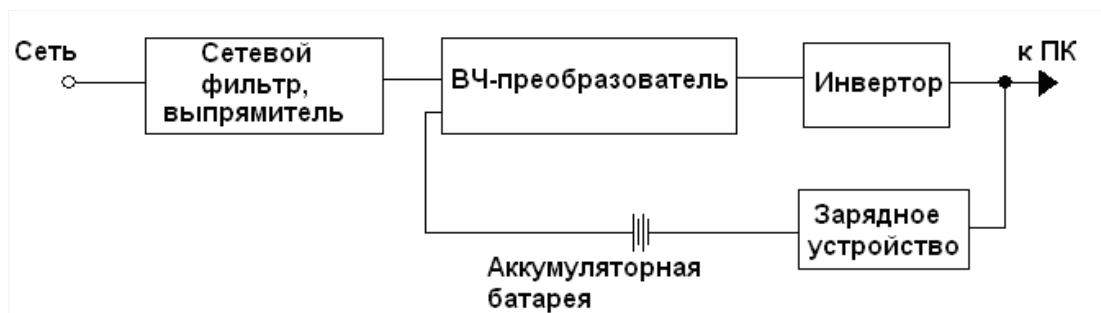 Сеть
Сетевой
фильтр,
выпрямитель
ВЧ-преобразователь
Инвертор
к ПК
Зарядное
устройство
Аккумуляторная
батарея